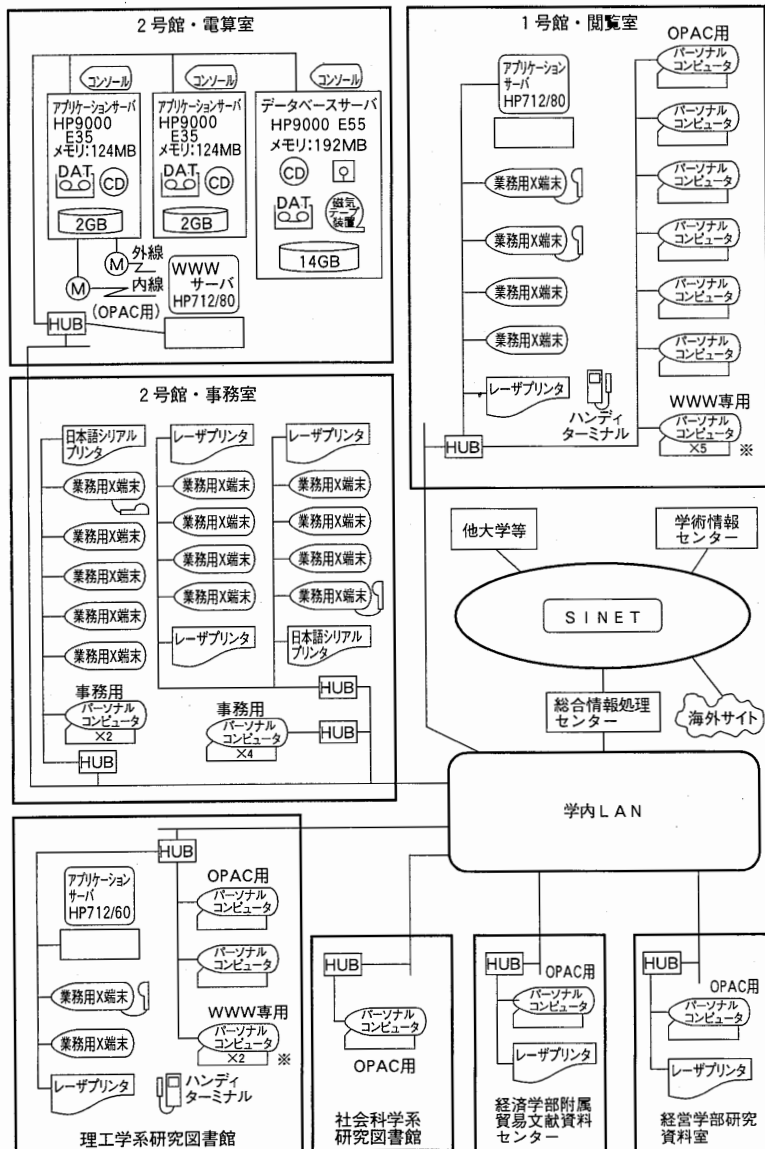 2号館・電算室
コンソール
コンソール
コンソール
アプリケーションサーバ
HP9000
E35
メモリ:124MB
DAT
CD
2GB
アプリケーションサーバ
HP9000
E35
メモリ:124MB
DAT
CD
2GB
データベースサーバ
HP9000 E55
メモリ:192MB
CD
DAT
磁気
テープ
装置
14GB
M
外線
M
内線
(OPAC用)
WWW
サーバ
HP712/80
HUB
1号館・閲覧室
アプリケーション
サーバ
HP712/80
業務用X端末
業務用X端末
業務用X端末
業務用X端末
レーザプリンタ
ハンディ
ターミナル
HUB
OPAC用
パーソナル
コンピュータ
パーソナル
コンピュータ
パーソナル
コンピュータ
パーソナル
コンピュータ
パーソナル
コンピュータ
パーソナル
コンピュータ
WWW専用
パーソナル
コンピュータ
×5
※
2号館・事務室
日本語シリアル
プリンタ
業務用X端末
業務用X端末
業務用X端末
業務用X端末
業務用X端末
事務用
パーソナル
コンピュータ
×2
HUB
レーザプリンタ
業務用X端末
業務用X端末
業務用X端末
業務用X端末
レーザプリンタ
レーザプリンタ
業務用X端末
業務用X端末
業務用X端末
業務用X端末
日本語シリアル
プリンタ
HUB
事務用
パーソナル
コンピュータ
×4
HUB
他大学等
学術情報
センター
SINET
総合情報処理
センター
海外サイト
学内LAN
HUB
アプリケーション
サーバ
HP712/60
業務用X端末
業務用X端末
レーザプリンタ
ハンディ
ターミナル
OPAC用
パーソナル
コンピュータ
パーソナル
コンピュータ
WWW専用
パーソナル
コンピュータ
×2
※
理工学系研究図書館
HUB
パーソナル
コンピュータ
OPAC用
社会科学系
研究図書館
HUB
OPAC用
パーソナル
コンピュータ
レーザプリンタ
経済学部附属
貿易文献資料
センター
HUB
OPAC用
パーソナル
コンピュータ
レーザプリンタ
経営学部研究
資料室